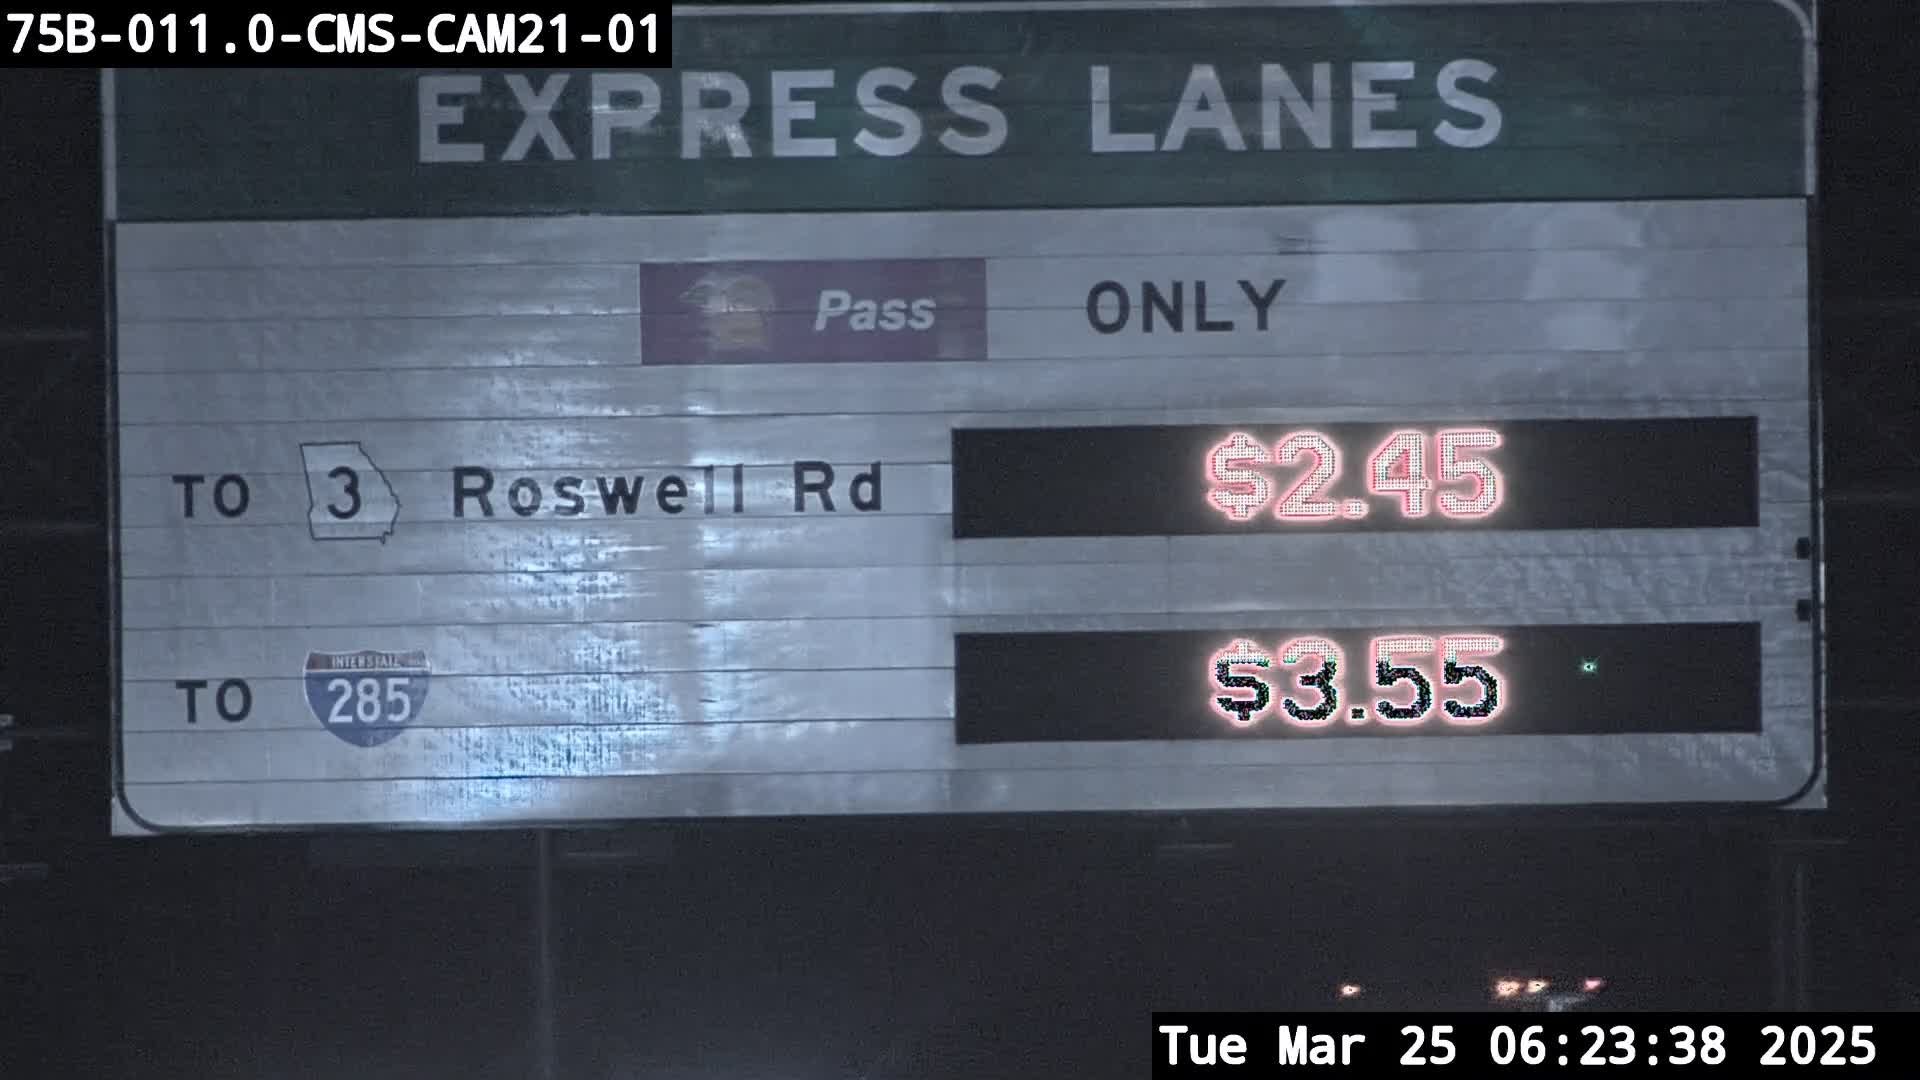 75B-011.0-CMS-CAM21-01
EXPRESS LANES
Pass ONLY
TO 3 Roswell Rd $2.45
INTERSTATE
TO 285 $3.55
Tue Mar 25 06:23:38 2025